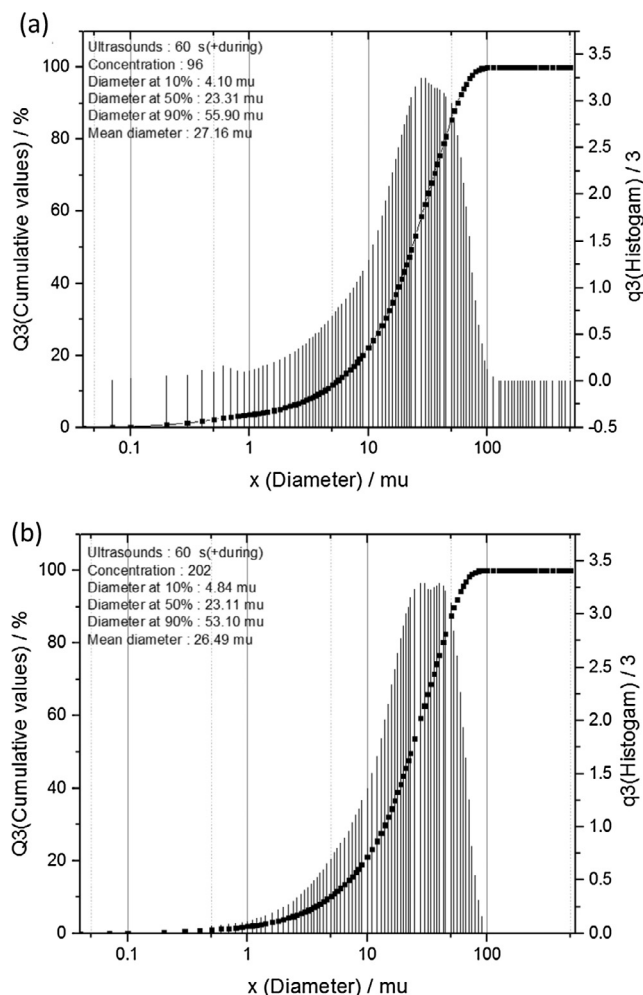 (a)
Ultrasounds : 60 s(+during)
Concentration : 96
Diameter at 10% : 4.10 mu
Diameter at 50% : 23.31 mu
Diameter at 90% : 55.90 mu
Mean diameter : 27.16 mu
Q3(Cumulative values) / %
100
80
60
40
20
0
q3(Histogam) / 3
3.5
3.0
2.5
2.0
1.5
1.0
0.5
0.0
-0.5
0.1
1
10
100
x (Diameter) / mu
(b)
Ultrasounds : 60 s(+during)
Concentration : 202
Diameter at 10% : 4.84 mu
Diameter at 50% : 23.11 mu
Diameter at 90% : 53.10 mu
Mean diameter : 26.49 mu
Q3(Cumulative values) / %
100
80
60
40
20
0
q3(Histogam) / 3
3.5
3.0
2.5
2.0
1.5
1.0
0.5
0.0
0.1
1
10
100
x (Diameter) / mu